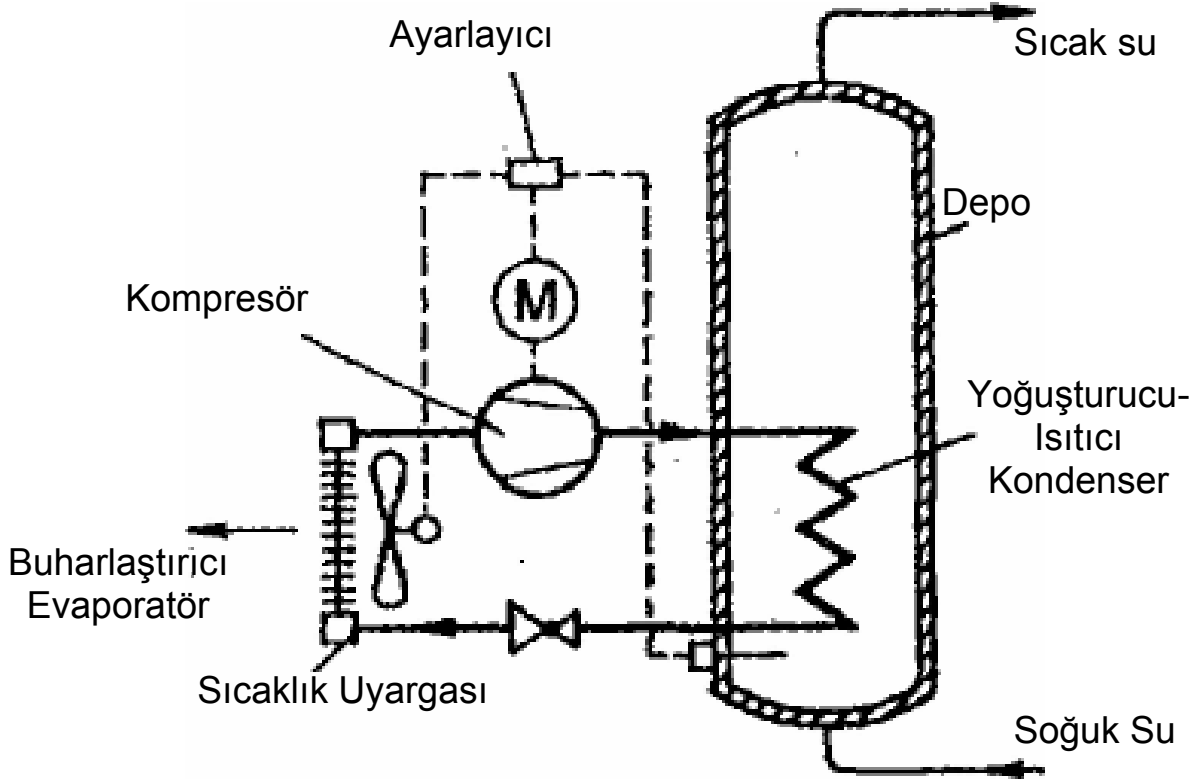 Ayarlayıcı
Sıcak su
Depo
Kompresör
M
Yoğuşturucu-
Isıtıcı
Kondenser
Buharlaştırıcı
Evaporatör
Sıcaklık Uyargası
Soğuk Su